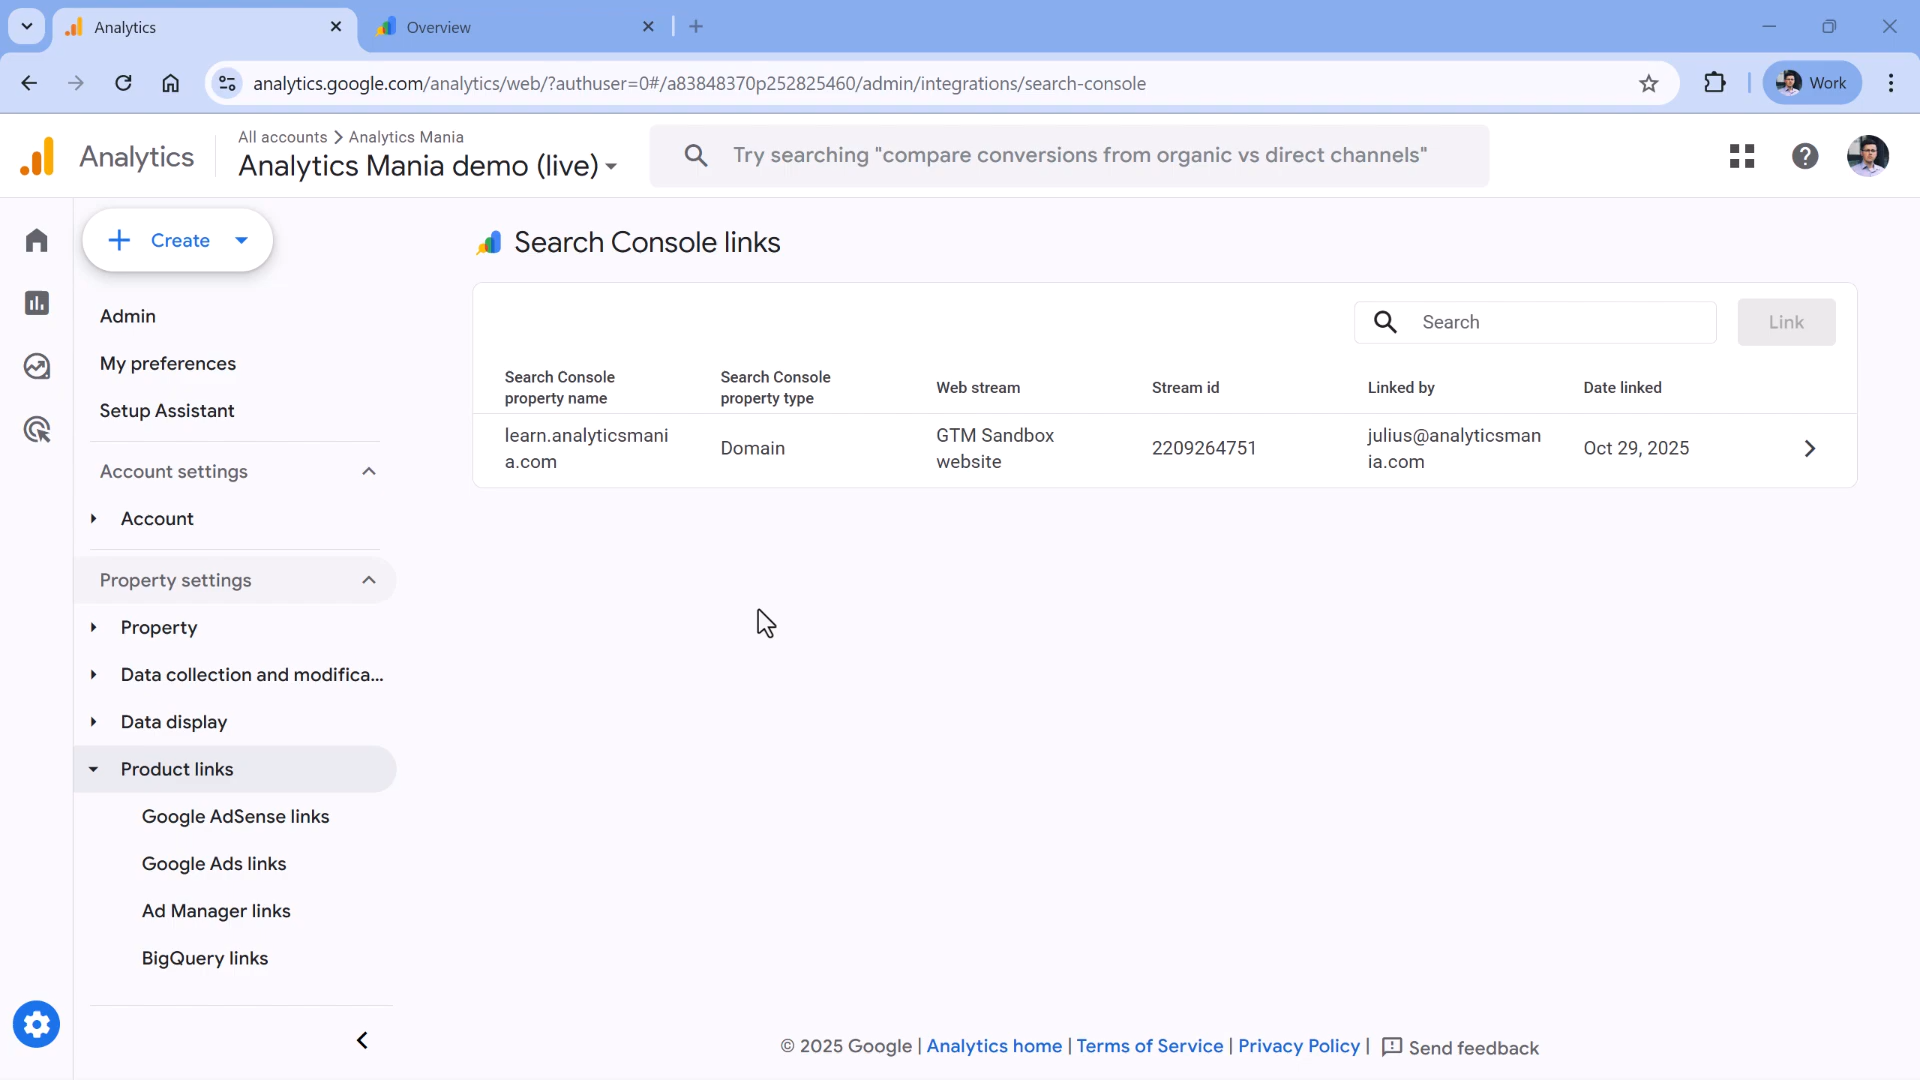 Analytics
Overview
analytics.google.com/analytics/web/?authuser=0#/a83848370p252825460/admin/integrations/search-console
Work
Analytics
All accounts > Analytics Mania
Analytics Mania demo (live)
Try searching "compare conversions from organic vs direct channels"
Create
Admin
My preferences
Setup Assistant
Account settings
Account
Property settings
Property
Data collection and modifica...
Data display
Product links
Google AdSense links
Google Ads links
Ad Manager links
BigQuery links
Search Console links
Search
Link
Search Console
property name
Search Console
property type
Web stream
Stream id
Linked by
Date linked
learn.analyticsmani
a.com
Domain
GTM Sandbox
website
2209264751
julius@analyticsman
ia.com
Oct 29, 2025
© 2025 Google | Analytics home | Terms of Service | Privacy Policy | Send feedback